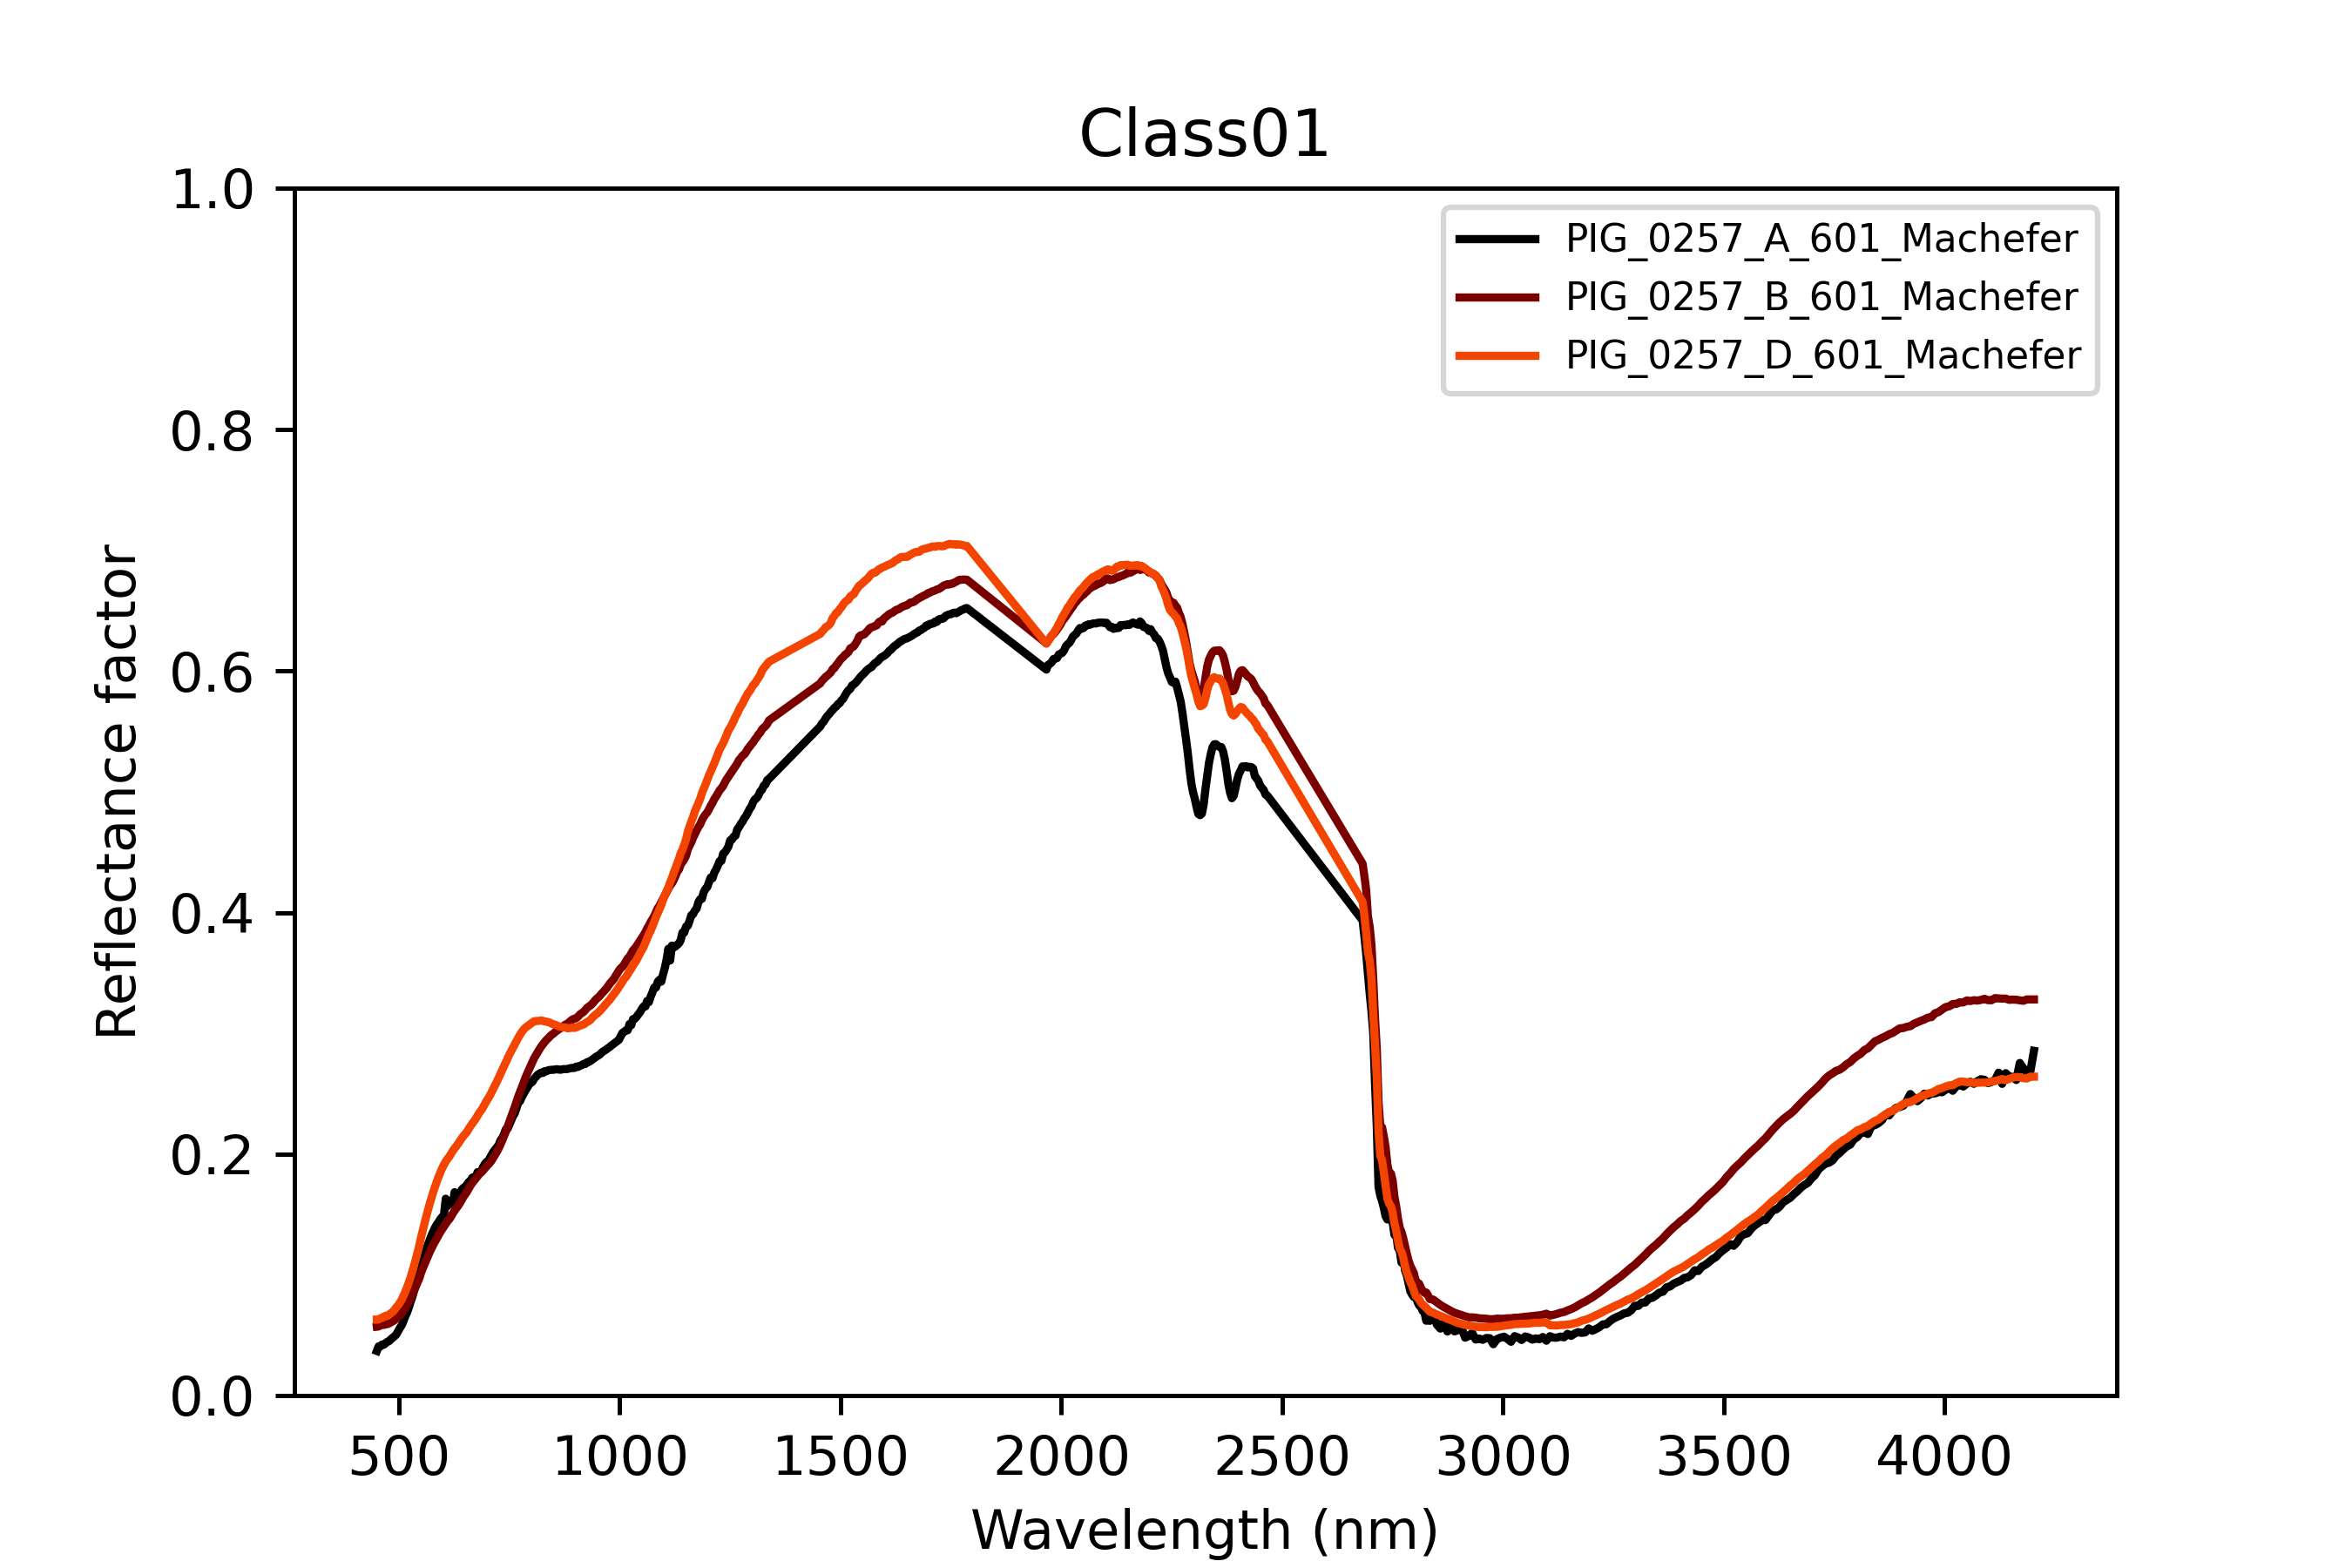 Class01
1.0
0.8
0.6
0.4
0.2
0.0
Reflectance factor
PIG_0257_A_601_Machefer
PIG_0257_B_601_Machefer
PIG_0257_D_601_Machefer
500 1000 1500 2000 2500 3000 3500 4000
Wavelength (nm)